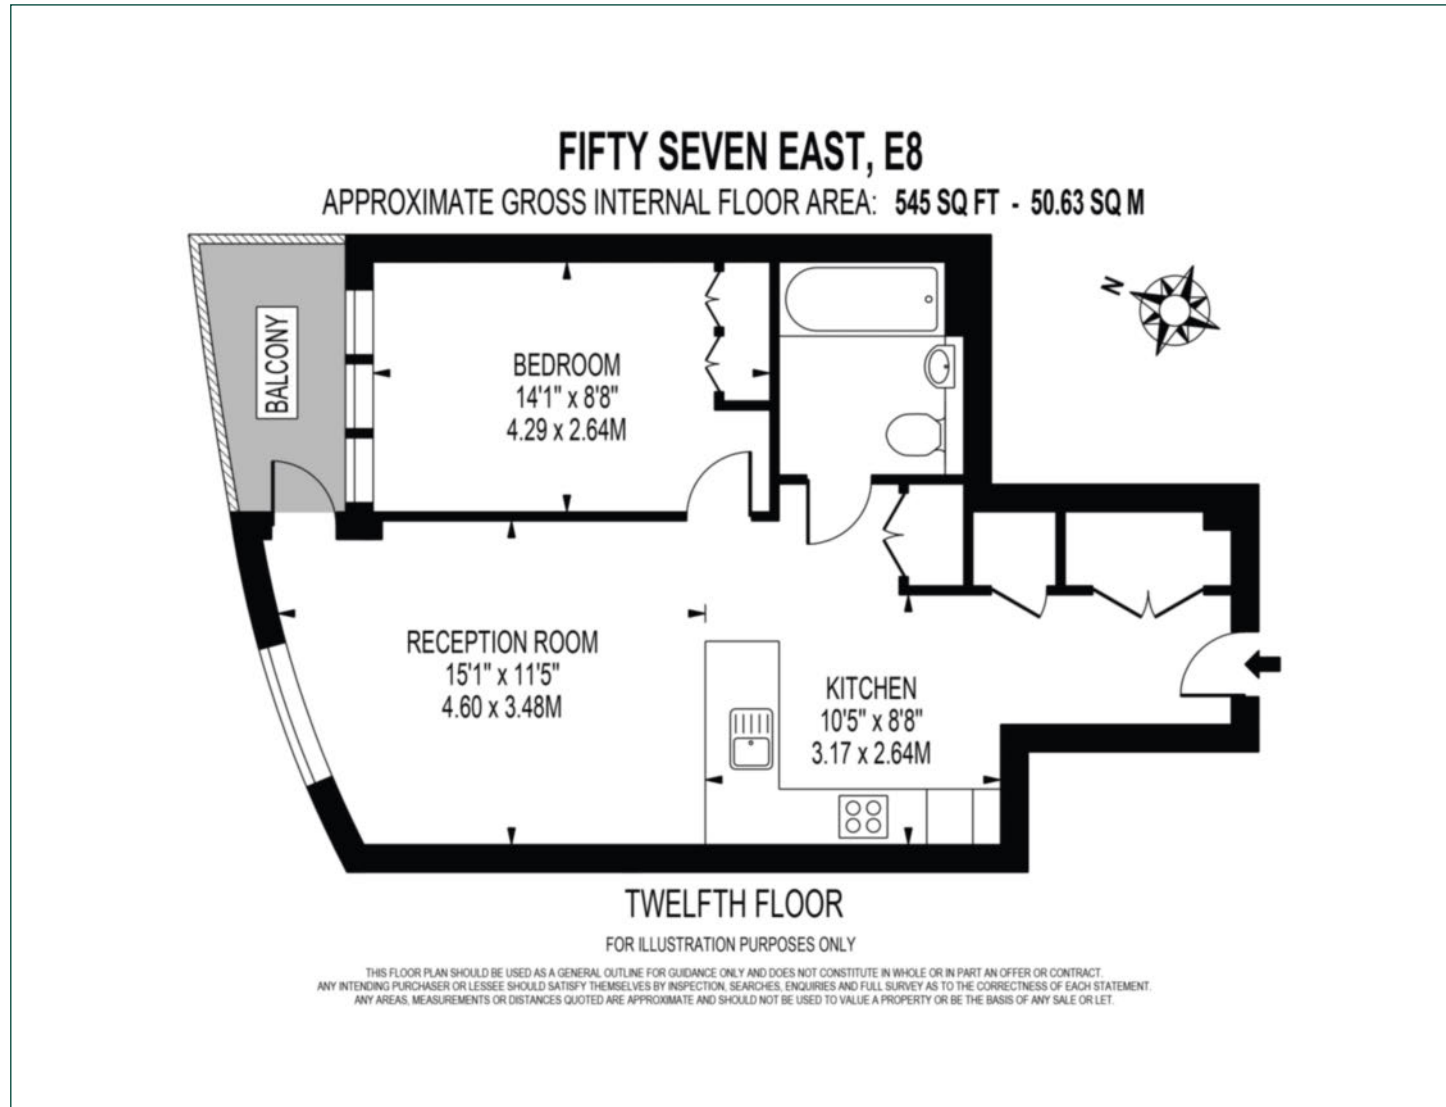 FIFTY SEVEN EAST, E8
APPROXIMATE GROSS INTERNAL FLOOR AREA: 545 SQ FT - 50.63 SQ M
N
BALCONY
BEDROOM
14'1" x 8'8"
4.29 x 2.64M
RECEPTION ROOM
15'1" x 11'5"
4.60 x 3.48M
KITCHEN
10'5" x 8'8"
3.17 x 2.64M
TWELFTH FLOOR
FOR ILLUSTRATION PURPOSES ONLY
THIS FLOOR PLAN SHOULD BE USED AS A GENERAL OUTLINE FOR GUIDANCE ONLY AND DOES NOT CONSTITUTE IN WHOLE OR IN PART AN OFFER OR CONTRACT.
ANY INTENDING PURCHASER OR LESSEE SHOULD SATISFY THEMSELVES BY INSPECTION, SEARCHES, ENQUIRIES AND FULL SURVEY AS TO THE CORRECTNESS OF EACH STATEMENT.
ANY AREAS, MEASUREMENTS OR DISTANCES QUOTED ARE APPROXIMATE AND SHOULD NOT BE USED TO VALUE A PROPERTY OR BE THE BASIS OF ANY SALE OR LET.